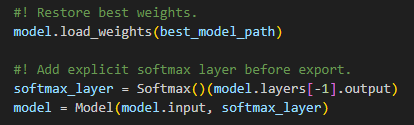 #! Restore best weights.
model.load_weights(best_model_path)
#! Add explicit softmax layer before export.
softmax_layer = Softmax()(model.layers[-1].output)
model = Model(model.input, softmax_layer)